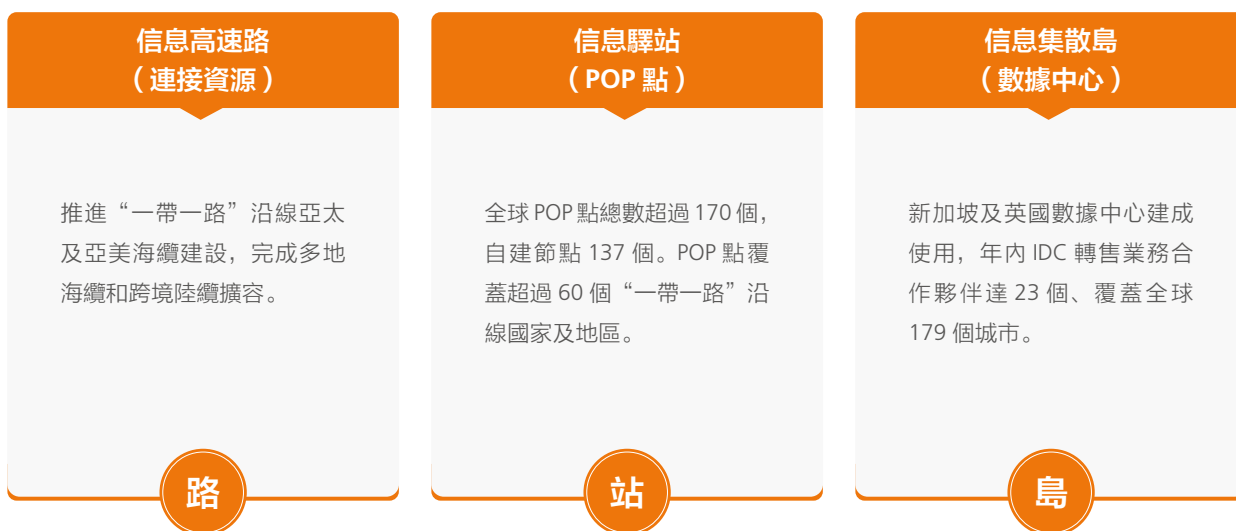 信息高速路
（連接資源）
推進“一帶一路”沿線亞太
及亞美海纜建設，完成多地
海纜和跨境陸纜擴容。
路
信息驛站
（POP 點）
全球 POP 點總數超過 170 個，
自建節點 137 個。POP 點覆
蓋超過 60 個“一帶一路”沿
線國家及地區。
站
信息集散島
（數據中心）
新加坡及英國數據中心建成
使用，年內 IDC 轉售業務合
作夥伴達 23 個、覆蓋全球
179 個城市。
島